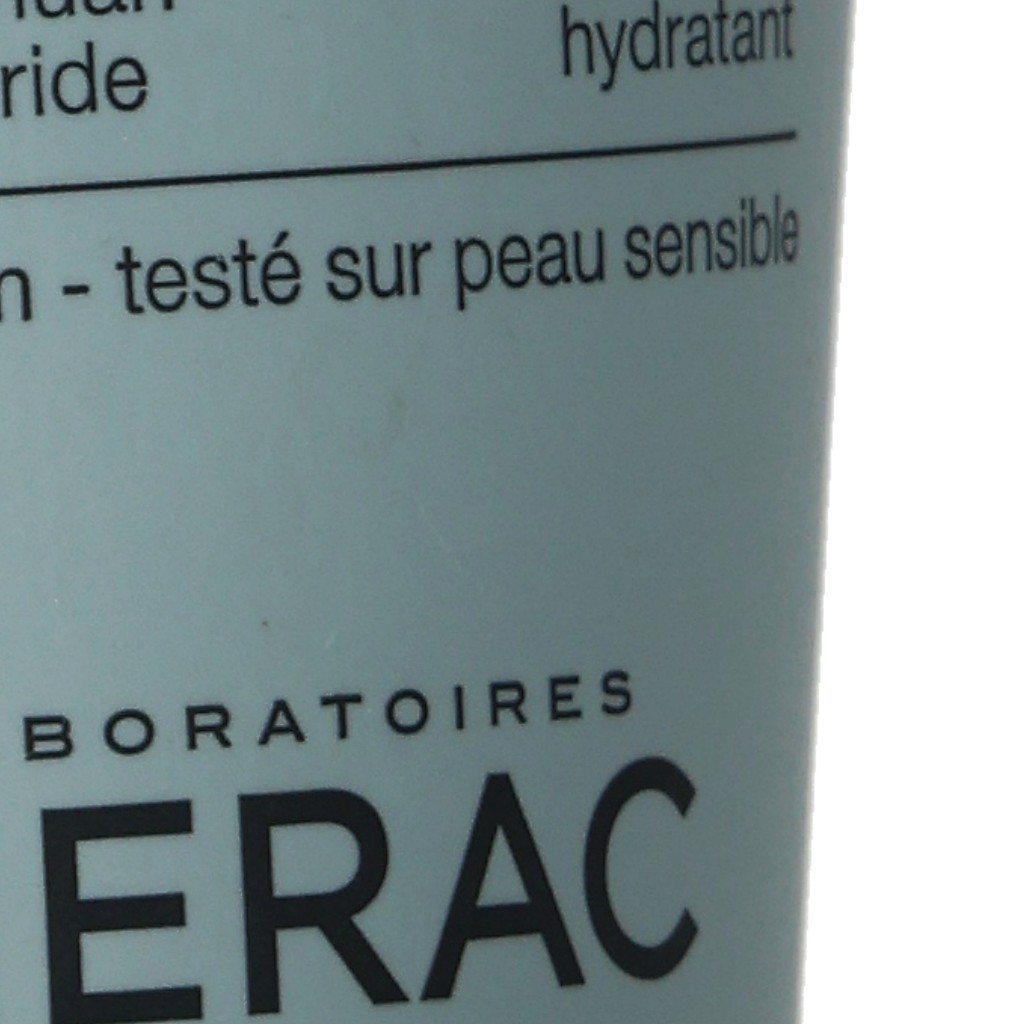 ride
hydratant
n - testé sur peau sensible
BORATOIRES
ERAC